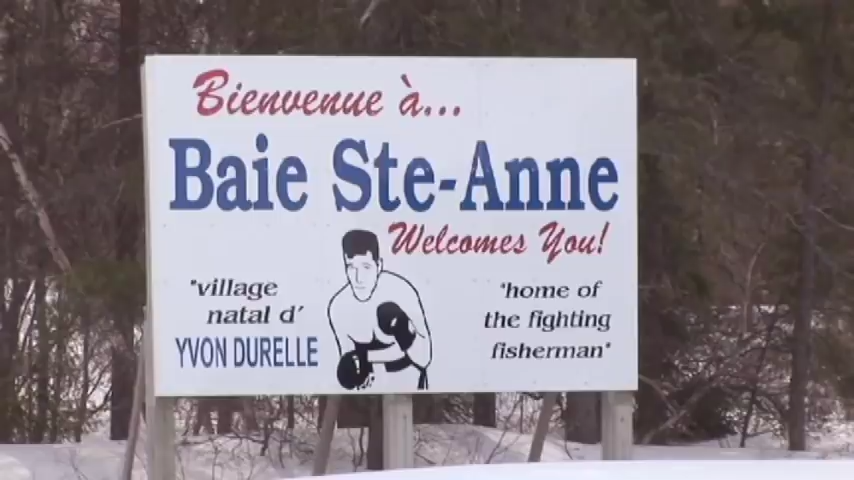 Bienvenue à...
Baie Ste-Anne
Welcomes You!
"village
natal d'
YVON DURELLE
"home of
the fighting
fisherman"